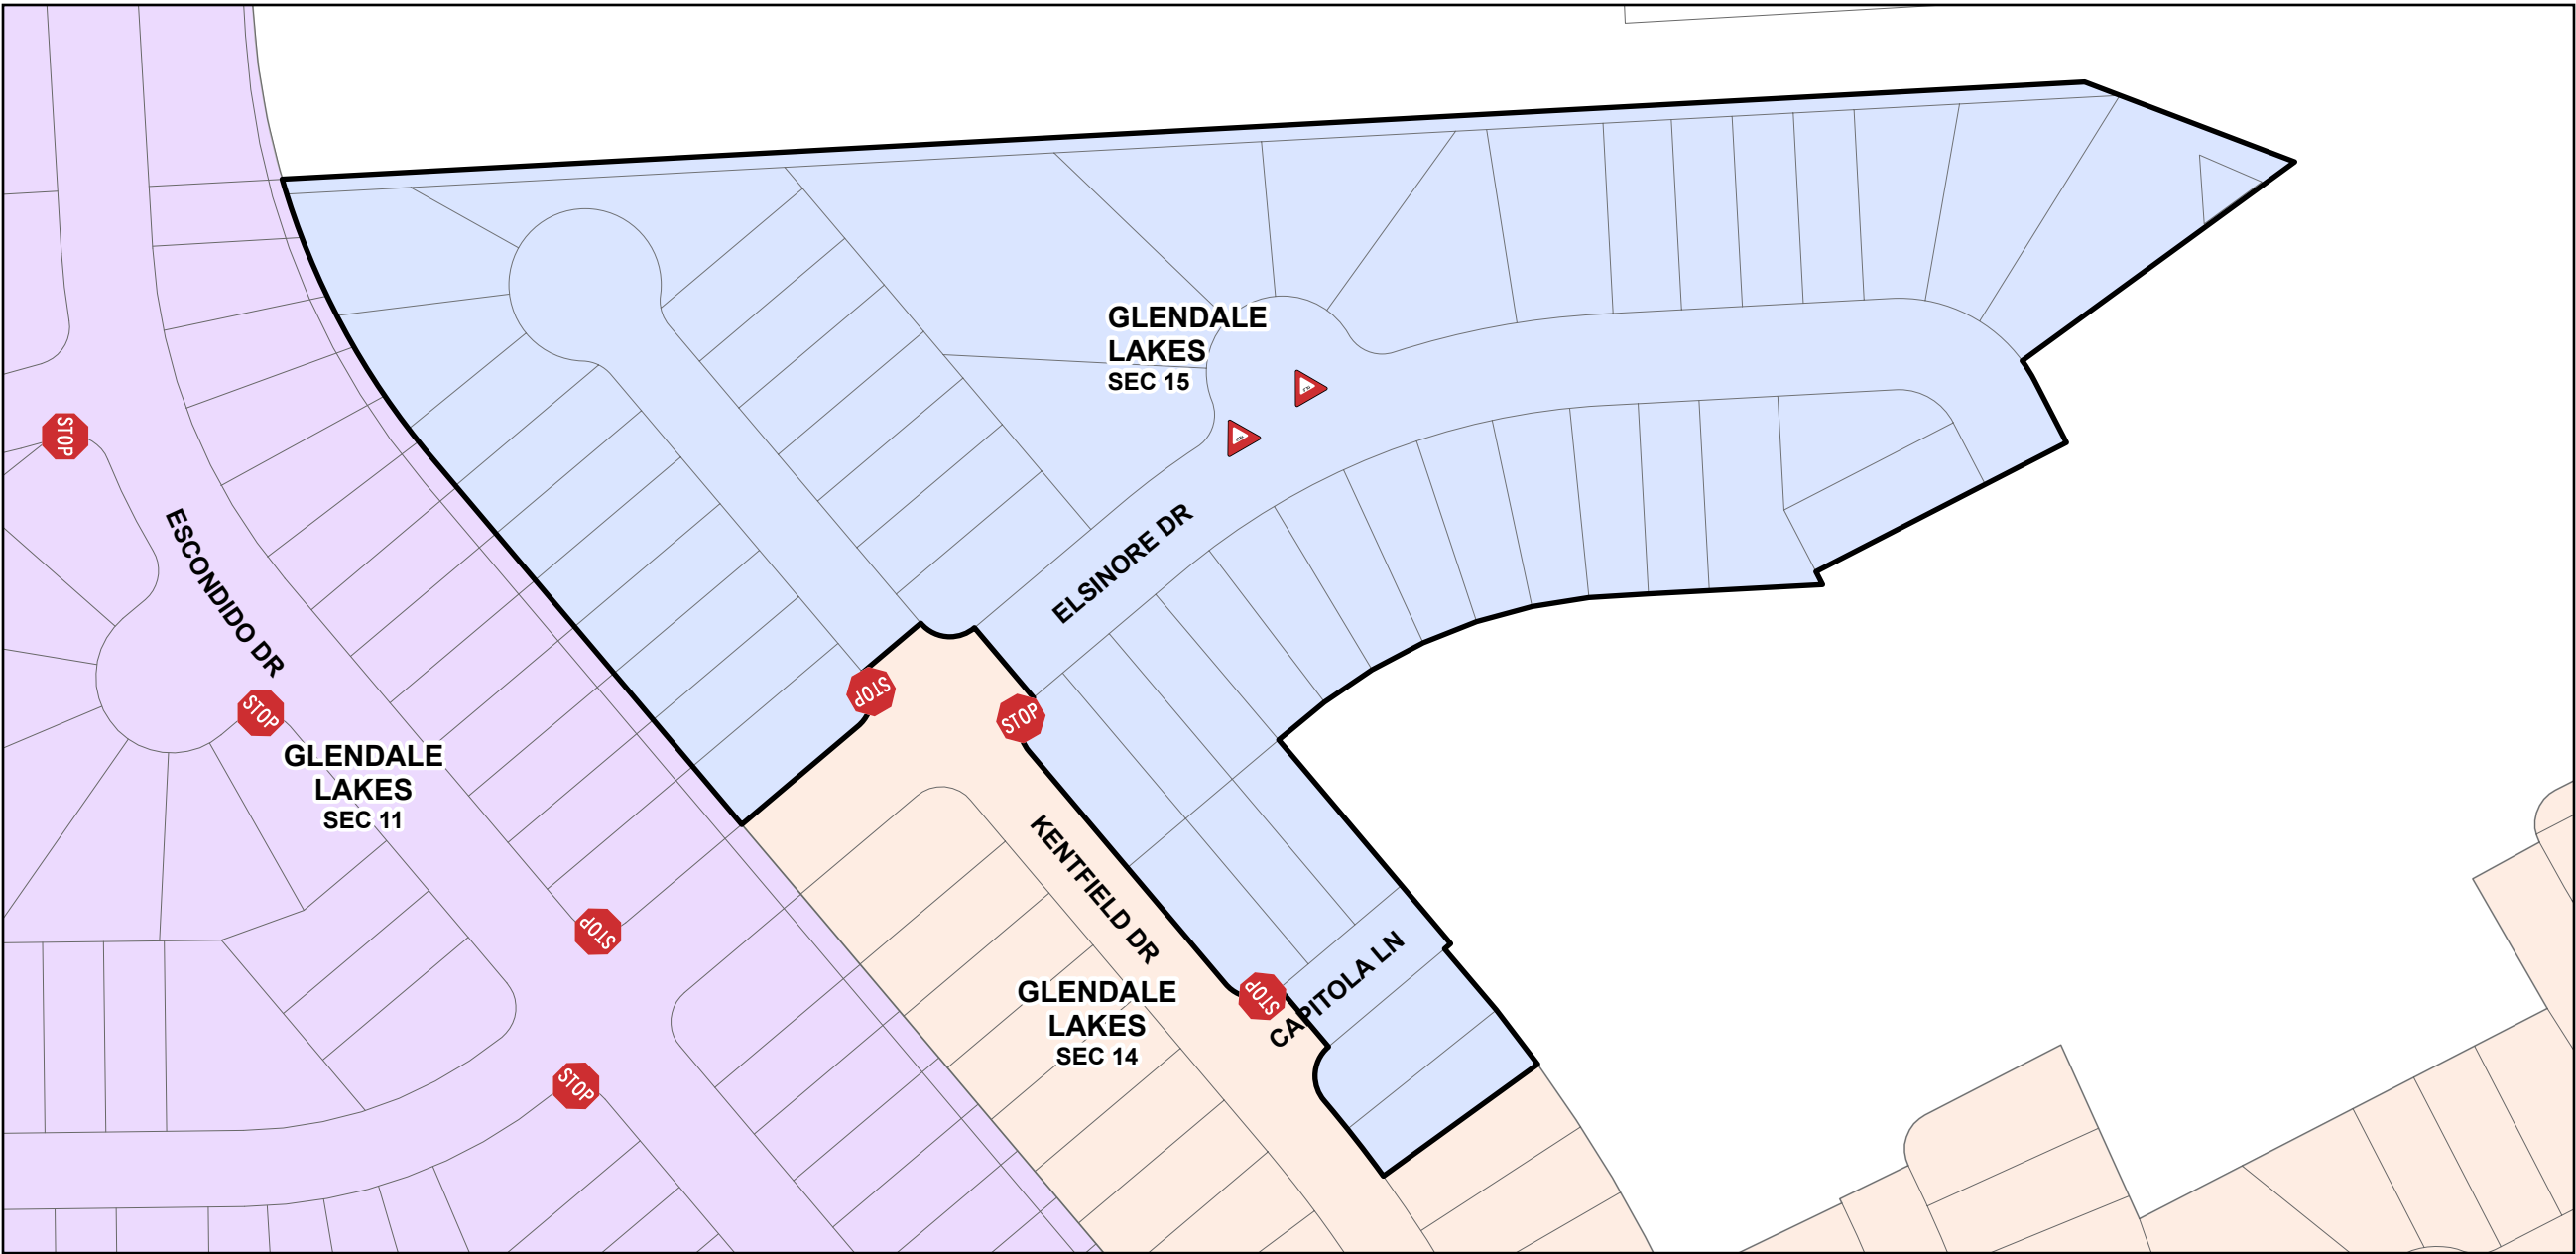 GLENDALE
LAKES
SEC 15
STOP
ESCONDIDO DR
ELSINORE DR
STOP
STOP
STOP
GLENDALE
LAKES
SEC 11
KENTFIELD DR
STOP
CAPITOLA LN
GLENDALE
LAKES
SEC 14
STOP
STOP